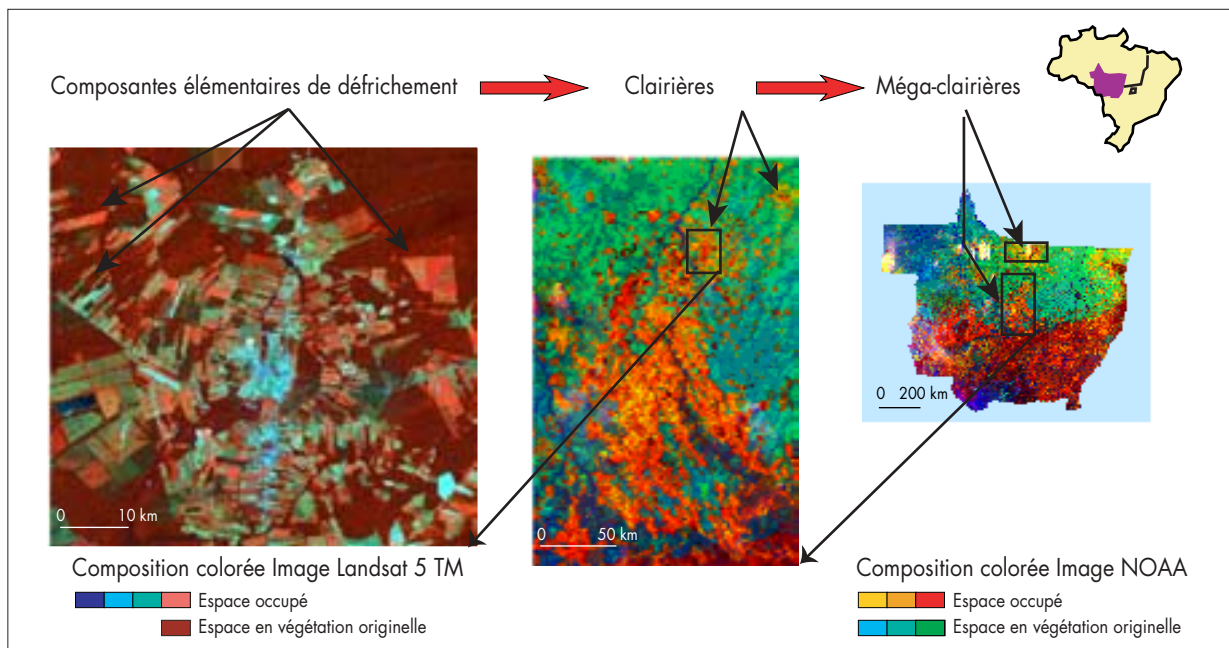 Composantes élémentaires de défrichement
Clairières
Méga-clairières
0 10 km
0 50 km
0 200 km
Composition colorée Image Landsat 5 TM
Espace occupé
Espace en végétation originelle
Composition colorée Image NOAA
Espace occupé
Espace en végétation originelle